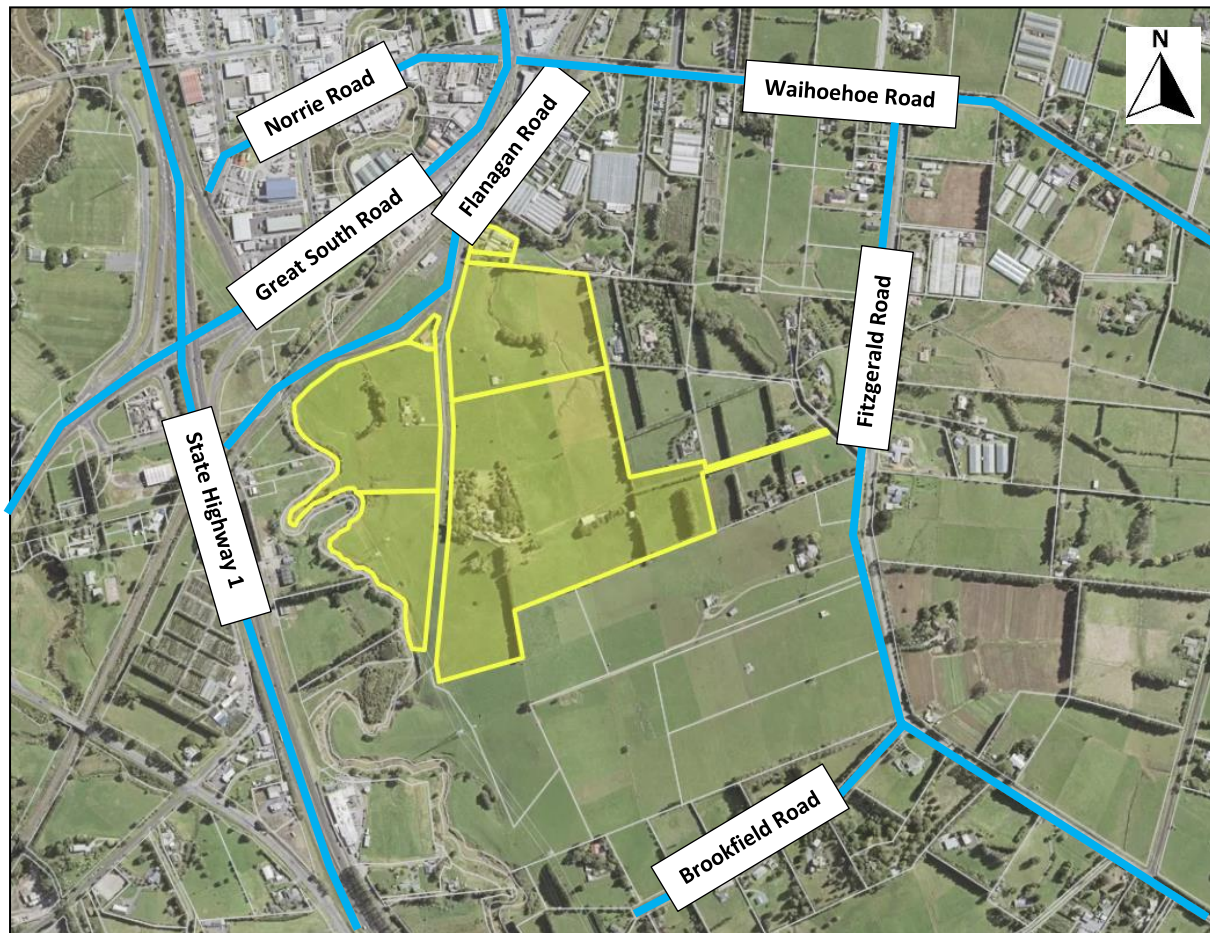 N
Norrie Road
Waihoehoe Road
Flanagan Road
Great South Road
Fitzgerald Road
State Highway 1
Brookfield Road